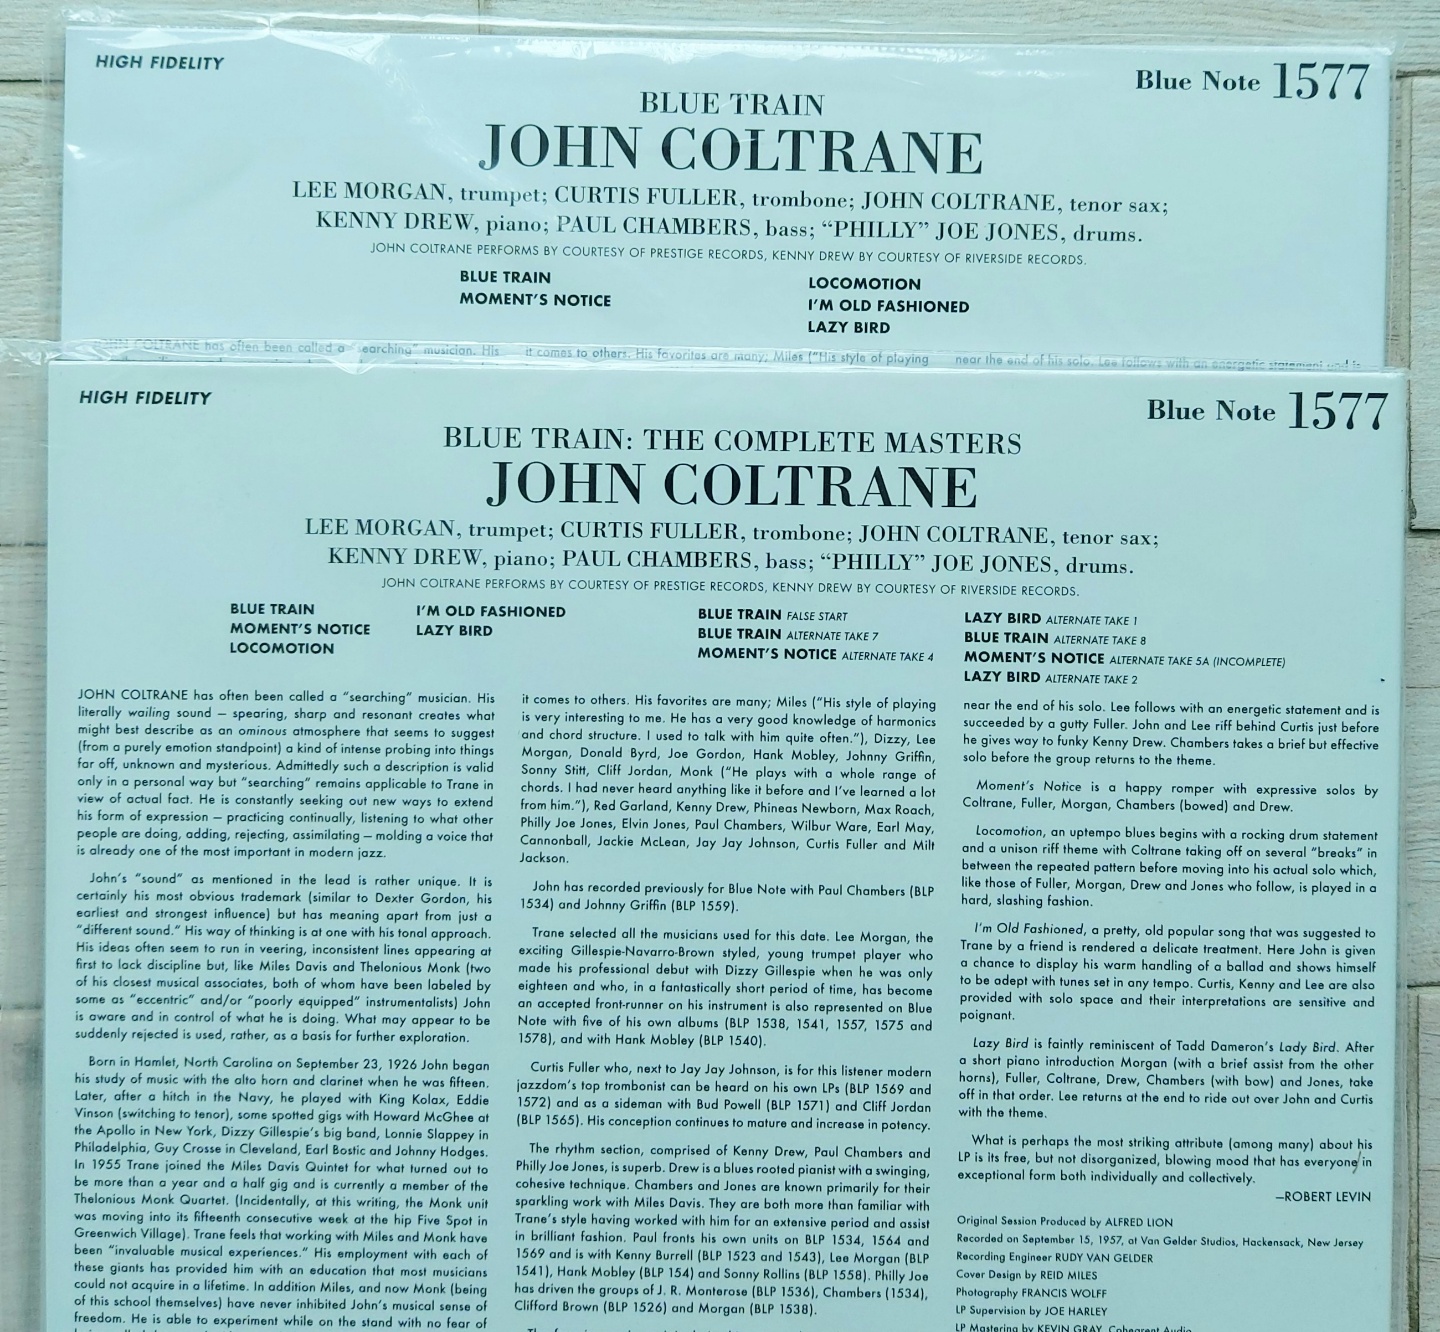 HIGH FIDELITY
Blue Note 1577
BLUE TRAIN
JOHN COLTRANE
LEE MORGAN, trumpet; CURTIS FULLER, trombone; JOHN COLTRANE, tenor sax;
KENNY DREW, piano; PAUL CHAMBERS, bass; “PHILLY” JOE JONES, drums.
JOHN COLTRANE PERFORMS BY COURTESY OF PRESTIGE RECORDS, KENNY DREW BY COURTESY OF RIVERSIDE RECORDS.
BLUE TRAIN
MOMENT’S NOTICE
LOCOMOTION
I’M OLD FASHIONED
LAZY BIRD
JOHN COLTRANE has often been called a “searching” musician. His
it comes to others. His favorites are many; Miles (“His style of playing
near the end of his solo. Lee follows with an energetic statement and is
HIGH FIDELITY
Blue Note 1577
BLUE TRAIN: THE COMPLETE MASTERS
JOHN COLTRANE
LEE MORGAN, trumpet; CURTIS FULLER, trombone; JOHN COLTRANE, tenor sax;
KENNY DREW, piano; PAUL CHAMBERS, bass; “PHILLY” JOE JONES, drums.
JOHN COLTRANE PERFORMS BY COURTESY OF PRESTIGE RECORDS, KENNY DREW BY COURTESY OF RIVERSIDE RECORDS.
BLUE TRAIN
MOMENT’S NOTICE
LOCOMOTION
I’M OLD FASHIONED
LAZY BIRD
BLUE TRAIN FALSE START
BLUE TRAIN ALTERNATE TAKE 7
MOMENT’S NOTICE ALTERNATE TAKE 4
LAZY BIRD ALTERNATE TAKE 1
BLUE TRAIN ALTERNATE TAKE 8
MOMENT’S NOTICE ALTERNATE TAKE 5A (INCOMPLETE)
LAZY BIRD ALTERNATE TAKE 2
JOHN COLTRANE has often been called a “searching” musician. His
literally wailing sound — spearing, sharp and resonant creates what
might best describe as an ominous atmosphere that seems to suggest
(from a purely emotion standpoint) a kind of intense probing into things
far off, unknown and mysterious. Admittedly such a description is valid
only in a personal way but “searching” remains applicable to Trane in
view of actual fact. He is constantly seeking out new ways to extend
his form of expression — practicing continually, listening to what other
people are doing, adding, rejecting, assimilating — molding a voice that
is already one of the most important in modern jazz.
John’s “sound” as mentioned in the lead is rather unique. It is
certainly his most obvious trademark (similar to Dexter Gordon, his
earliest and strongest influence) but has meaning apart from just a
“different sound.” His way of thinking is at one with his tonal approach.
His ideas often seem to run in veering, inconsistent lines appearing at
first to lack discipline but, like Miles Davis and Thelonious Monk (two
of his closest musical associates, both of whom have been labeled by
some as “eccentric” and/or “poorly equipped” instrumentalists) John
is aware and in control of what he is doing. What may appear to be
suddenly rejected is used, rather, as a basis for further exploration.
Born in Hamlet, North Carolina on September 23, 1926 John began
his study of music with the alto horn and clarinet when he was fifteen.
Later, after a hitch in the Navy, he played with King Kolax, Eddie
Vinson (switching to tenor), some spotted gigs with Howard McGhee at
the Apollo in New York, Dizzy Gillespie’s big band, Lonnie Slappey in
Philadelphia, Guy Crosse in Cleveland, Earl Bostic and Johnny Hodges.
In 1955 Trane joined the Miles Davis Quintet for what turned out to
be more than a year and a half gig and is currently a member of the
Thelonious Monk Quartet. (Incidentally, at this writing, the Monk unit
was moving into its fifteenth consecutive week at the hip Five Spot in
Greenwich Village). Trane feels that working with Miles and Monk have
been “invaluable musical experiences.” His employment with each of
these giants has provided him with an education that most musicians
could not acquire in a lifetime. In addition Miles, and now Monk (being
of this school themselves) have never inhibited John’s musical sense of
freedom. He is able to experiment while on the stand with no fear of
it comes to others. His favorites are many; Miles (“His style of playing
is very interesting to me. He has a very good knowledge of harmonics
and chord structure. I used to talk with him quite often.”), Dizzy, Lee
Morgan, Donald Byrd, Joe Gordon, Hank Mobley, Johnny Griffin,
Sonny Stitt, Cliff Jordan, Monk (“He plays with a whole range of
chords. I had never heard anything like it before and I’ve learned a lot
from him.”), Red Garland, Kenny Drew, Phineas Newborn, Max Roach,
Philly Joe Jones, Elvin Jones, Paul Chambers, Wilbur Ware, Earl May,
Cannonball, Jackie McLean, Jay Jay Johnson, Curtis Fuller and Milt
Jackson.
John has recorded previously for Blue Note with Paul Chambers (BLP
1534) and Johnny Griffin (BLP 1559).
Trane selected all the musicians used for this date. Lee Morgan, the
exciting Gillespie-Navarro-Brown styled, young trumpet player who
made his professional debut with Dizzy Gillespie when he was only
eighteen and who, in a fantastically short period of time, has become
an accepted front-runner on his instrument is also represented on Blue
Note with five of his own albums (BLP 1538, 1541, 1557, 1575 and
1578), and with Hank Mobley (BLP 1540).
Curtis Fuller who, next to Jay Jay Johnson, is for this listener modern
jazzdom’s top trombonist can be heard on his own LPs (BLP 1569 and
1572) and as a sideman with Bud Powell (BLP 1571) and Cliff Jordan
(BLP 1565). His conception continues to mature and increase in potency.
The rhythm section, comprised of Kenny Drew, Paul Chambers and
Philly Joe Jones, is superb. Drew is a blues rooted pianist with a swinging,
cohesive technique. Chambers and Jones are known primarily for their
sparkling work with Miles Davis. They are both more than familiar with
Trane’s style having worked with him for an extensive period and assist
in brilliant fashion. Paul fronts his own units on BLP 1534, 1564 and
1569 and is with Kenny Burrell (BLP 1523 and 1543), Lee Morgan (BLP
1541), Hank Mobley (BLP 154) and Sonny Rollins (BLP 1558). Philly Joe
has driven the groups of J. R. Monterose (BLP 1536), Chambers (1534),
Clifford Brown (BLP 1526) and Morgan (BLP 1538).
near the end of his solo. Lee follows with an energetic statement and is
succeeded by a gutty Fuller. John and Lee riff behind Curtis just before
he gives way to funky Kenny Drew. Chambers takes a brief but effective
solo before the group returns to the theme.
Moment’s Notice is a happy romper with expressive solos by
Coltrane, Fuller, Morgan, Chambers (bowed) and Drew.
Locomotion, an uptempo blues begins with a rocking drum statement
and a unison riff theme with Coltrane taking off on several “breaks” in
between the repeated pattern before moving into his actual solo which,
like those of Fuller, Morgan, Drew and Jones who follow, is played in a
hard, slashing fashion.
I’m Old Fashioned, a pretty, old popular song that was suggested to
Trane by a friend is rendered a delicate treatment. Here John is given
a chance to display his warm handling of a ballad and shows himself
to be adept with tunes set in any tempo. Curtis, Kenny and Lee are also
provided with solo space and their interpretations are sensitive and
poignant.
Lazy Bird is faintly reminiscent of Tadd Dameron’s Lady Bird. After
a short piano introduction Morgan (with a brief assist from the other
horns), Fuller, Coltrane, Drew, Chambers (with bow) and Jones, take
off in that order. Lee returns at the end to ride out over John and Curtis
with the theme.
What is perhaps the most striking attribute (among many) about his
LP is its free, but not disorganized, blowing mood that has everyone in
exceptional form both individually and collectively.
—ROBERT LEVIN
Original Session Produced by ALFRED LION
Recorded on September 15, 1957, at Van Gelder Studios, Hackensack, New Jersey
Recording Engineer RUDY VAN GELDER
Cover Design by REID MILES
Photography FRANCIS WOLFF
LP Supervision by JOE HARLEY
LP Mastering by KEVIN GRAY, Coherent Audio